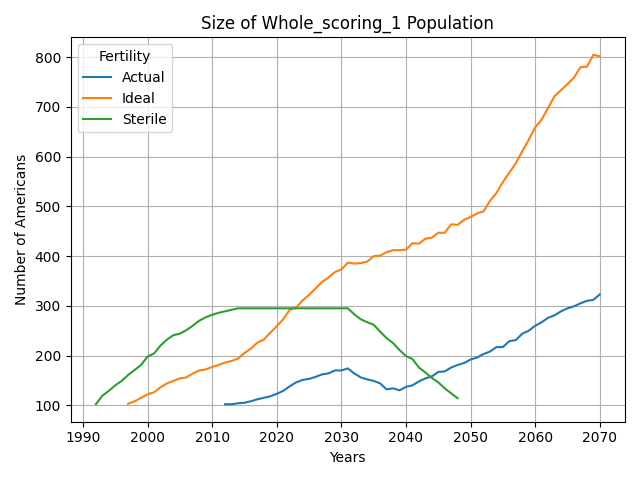 Size of Whole_scoring_1 Population
Fertility
Actual
Ideal
Sterile
Number of Americans
800
700
600
500
400
300
200
100
1990 2000 2010 2020 2030 2040 2050 2060 2070
Years